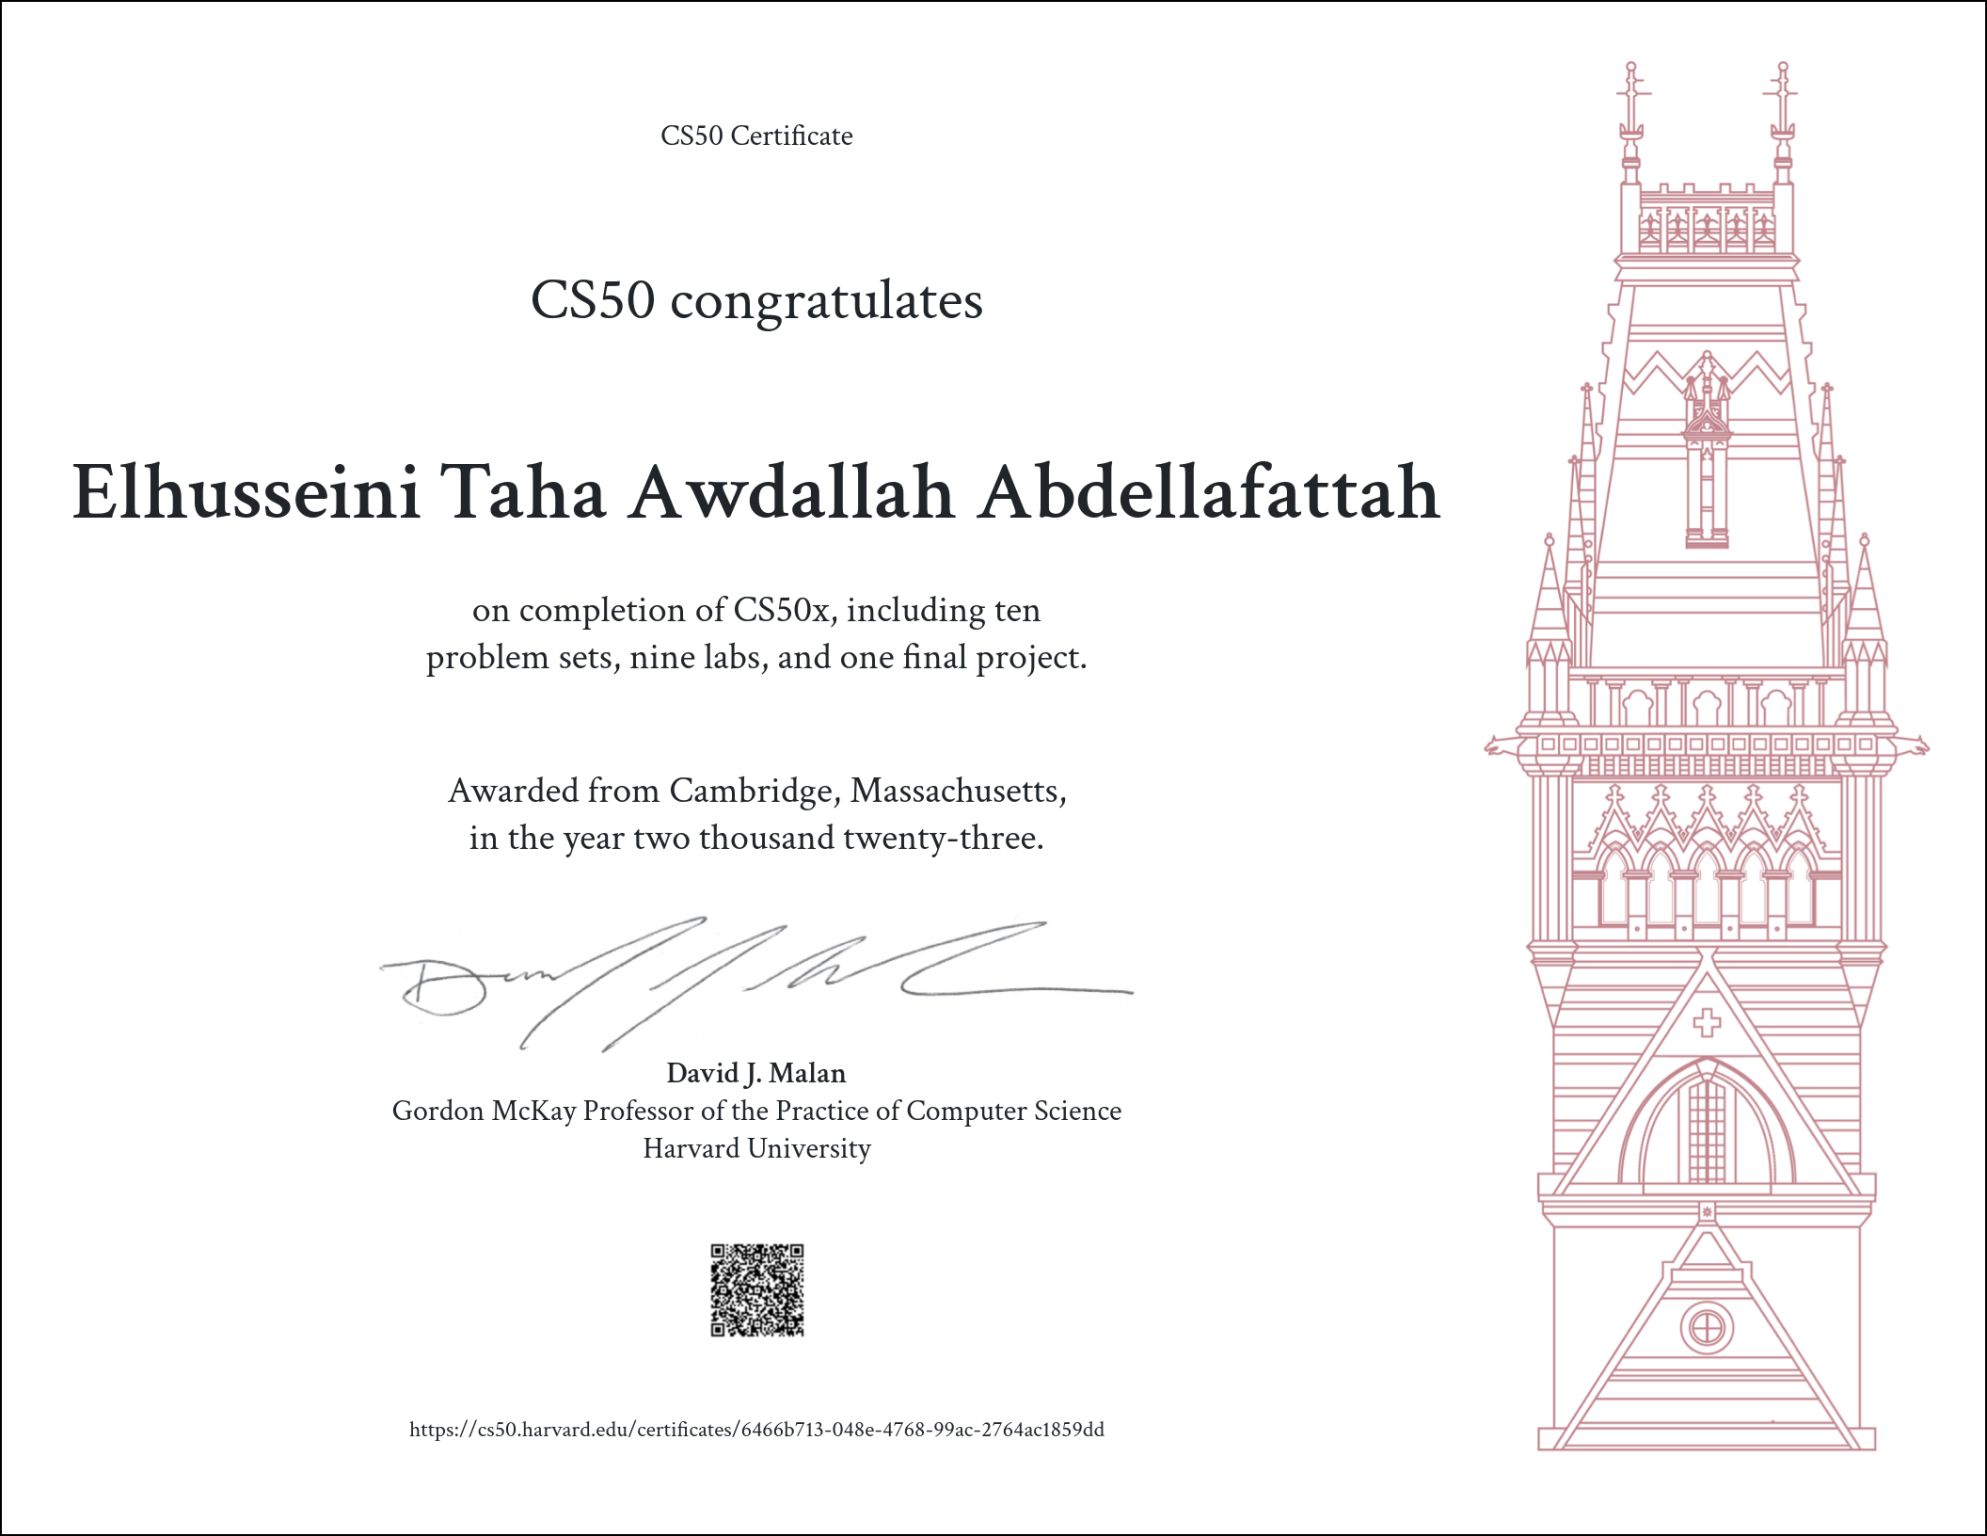 CS50 Certificate
CS50 congratulates
Elhusseini Taha Awdallah Abdellafattah
on completion of CS50x, including ten
problem sets, nine labs, and one final project.
Awarded from Cambridge, Massachusetts,
in the year two thousand twenty-three.
David J. Malan
Gordon McKay Professor of the Practice of Computer Science
Harvard University
https://cs50.harvard.edu/certificates/6466b713-048e-4768-99ac-2764ac1859dd